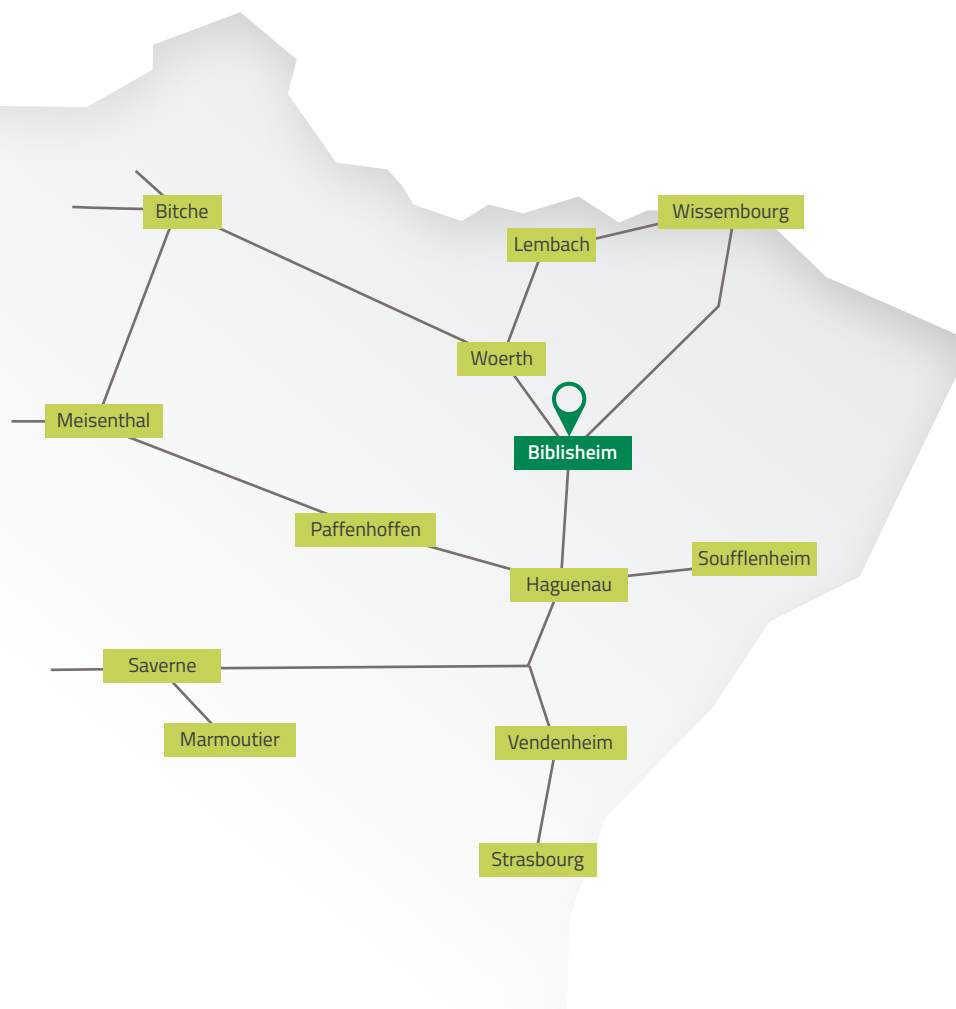 Bitche
Wissembourg
Lembach
Woerth
Meisenthal
Biblisheim
Paffenhoffen
Soufflenheim
Haguenau
Saverne
Marmoutier
Vendenheim
Strasbourg